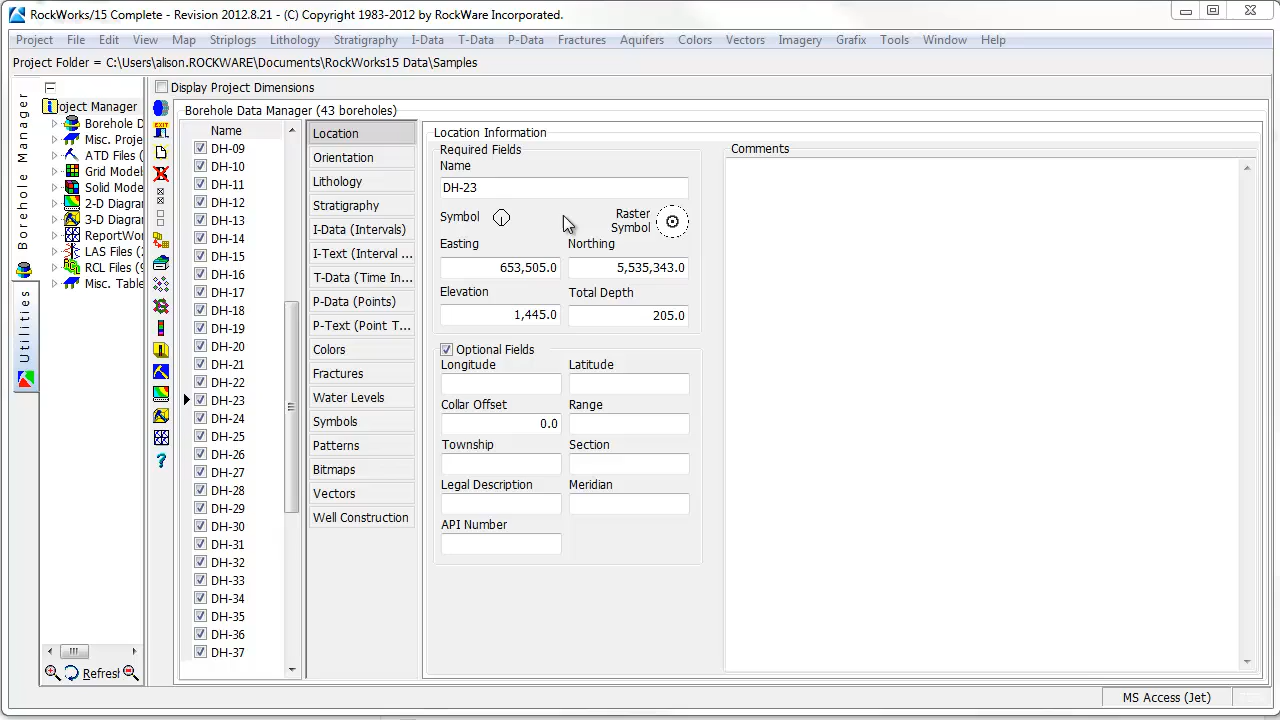 RockWorks/15 Complete - Revision 2012.8.21 - (C) Copyright 1983-2012 by RockWare Incorporated.
Project File Edit View Map Striplogs Lithology Stratigraphy I-Data T-Data P-Data Fractures Aquifers Colors Vectors Imagery Grafix Tools Window Help
Project Folder = C:\Users\alison.ROCKWARE\Documents\RockWorks15 Data\Samples
Borehole Manager
Utilities
oject Manager
Borehole D
Misc. Proje
ATD Files (
Grid Model
Solid Mode
2-D Diagra
3-D Diagra
ReportWo
LAS Files (
RCL Files (
Misc. Table
Refresh
Display Project Dimensions
EXIT
Borehole Data Manager (43 boreholes)
Name
DH-09
DH-10
DH-11
DH-12
DH-13
DH-14
DH-15
DH-16
DH-17
DH-18
DH-19
DH-20
DH-21
DH-22
DH-23
DH-24
DH-25
DH-26
DH-27
DH-28
DH-29
DH-30
DH-31
DH-32
DH-33
DH-34
DH-35
DH-36
DH-37
Location
Orientation
Lithology
Stratigraphy
I-Data (Intervals)
I-Text (Interval ...
T-Data (Time In...
P-Data (Points)
P-Text (Point T...
Colors
Fractures
Water Levels
Symbols
Patterns
Bitmaps
Vectors
Well Construction
Location Information
Required Fields
Name
DH-23
Symbol
Raster
Symbol
Easting Northing
653,505.0 5,535,343.0
Elevation Total Depth
1,445.0 205.0
Optional Fields
Longitude Latitude
Collar Offset Range
0.0
Township Section
Legal Description Meridian
API Number
Comments
MS Access (Jet)